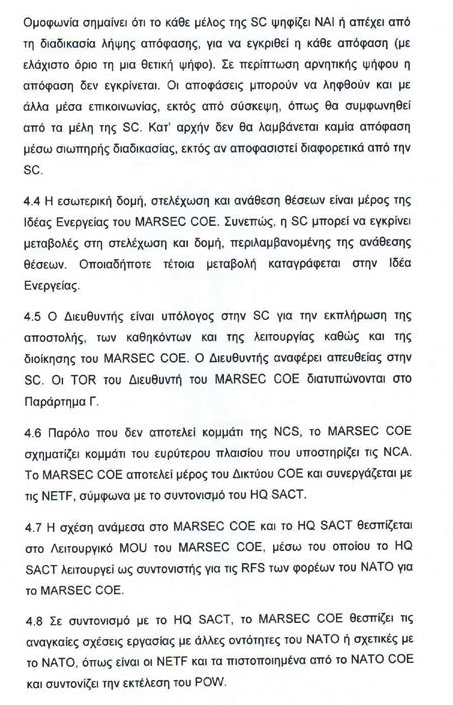 Ομοφωνία σημαίνει ότι το κάθε μέλος της SC ψηφίζει ΝΑΙ ή απέχει από
τη διαδικασία λήψης απόφασης, για να εγκριθεί η κάθε απόφαση (με
ελάχιστο όριο τη μια θετική ψήφο). Σε περίπτωση αρνητικής ψήφου η
απόφαση δεν εγκρίνεται. Οι αποφάσεις μπορούν να ληφθούν και με
άλλα μέσα επικοινωνίας, εκτός από σύσκεψη, όπως θα συμφωνηθεί
από τα μέλη της SC. Κατ' αρχήν δεν θα λαμβάνεται καμία απόφαση
μέσω σιωπηρής διαδικασίας, εκτός αν αποφασιστεί διαφορετικά από την
SC.
4.4 Η εσωτερική δομή, στελέχωση και ανάθεση θέσεων είναι μέρος της
Ιδέας Ενεργείας του MARSEC COE. Συνεπώς, η SC μπορεί να εγκρίνει
μεταβολές στη στελέχωση και δομή, περιλαμβανομένης της ανάθεσης
θέσεων. Οποιαδήποτε τέτοια μεταβολή καταγράφεται στην Ιδέα
Ενεργείας.
4.5 Ο Διευθυντής είναι υπόλογος στην SC για την εκπλήρωση της
αποστολής, των καθηκόντων και της λειτουργίας καθώς και της
διοίκησης του MARSEC COE. Ο Διευθυντής αναφέρει απευθείας στην
SC. Οι TOR του Διευθυντή του MARSEC COE διατυπώνονται στο
Παράρτημα Γ.
4.6 Παρόλο που δεν αποτελεί κομμάτι της NCS, το MARSEC COE
σχηματίζει κομμάτι του ευρύτερου πλαισίου που υποστηρίζει τις NCA.
Το MARSEC COE αποτελεί μέρος του Δικτύου COE και συνεργάζεται με
τις NETF, σύμφωνα με το συντονισμό του HQ SACT.
4.7 Η σχέση ανάμεσα στο MARSEC COE και το HQ SACT θεσπίζεται
στο Λειτουργικό MOU του MARSEC COE, μέσω του οποίου το HQ
SACT λειτουργεί ως συντονιστής για τις RFS των φορέων του ΝΑΤΟ για
το MARSEC COE.
4.8 Σε συντονισμό με το HQ SACT, το MARSEC COE θεσπίζει τις
αναγκαίες σχέσεις εργασίας με άλλες οντότητες του ΝΑΤΟ ή σχετικές με
το ΝΑΤΟ, όπως είναι οι NETF και τα πιστοποιημένα από το ΝΑΤΟ COE
και συντονίζει την εκτέλεση του POW.